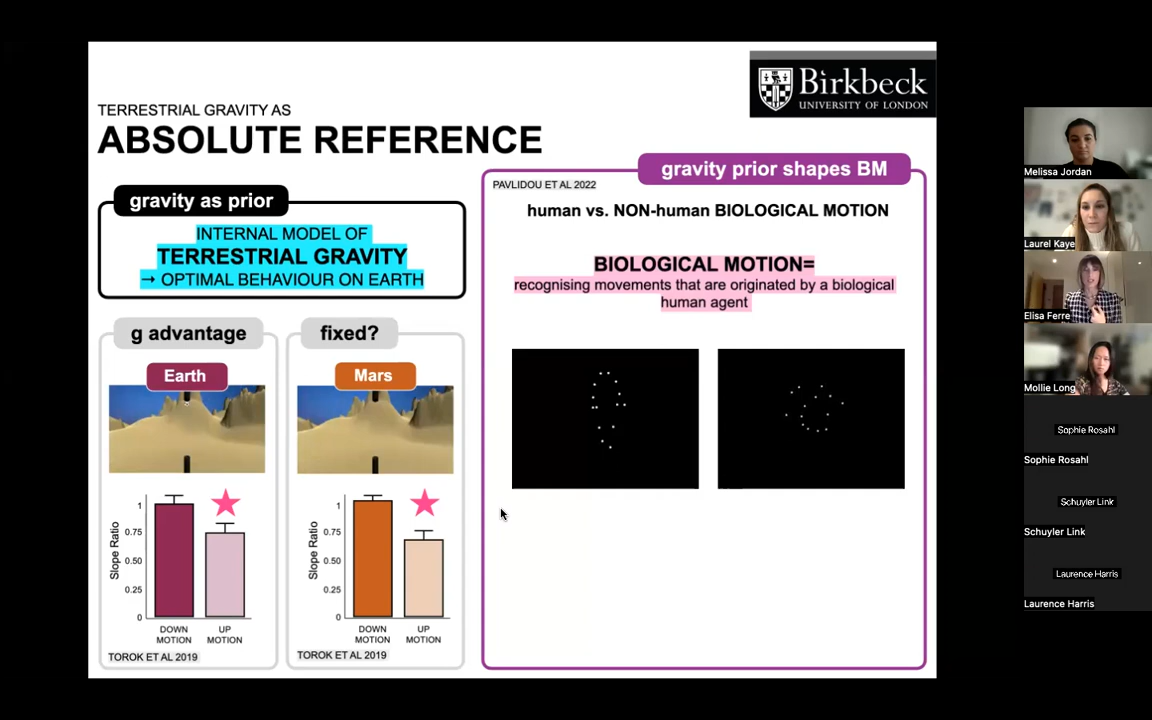 Birkbeck
UNIVERSITY OF LONDON
TERRESTRIAL GRAVITY AS
ABSOLUTE REFERENCE
gravity as prior
INTERNAL MODEL OF
TERRESTRIAL GRAVITY
→ OPTIMAL BEHAVIOUR ON EARTH
g advantage
Earth
Slope Ratio
1
0.75
0.50
0.25
0
DOWN
MOTION
UP
MOTION
TOROK ET AL 2019
fixed?
Mars
Slope Ratio
1
0.75
0.50
0.25
0
DOWN
MOTION
UP
MOTION
TOROK ET AL 2019
gravity prior shapes BM
PAVLIDOU ET AL 2022
human vs. NON-human BIOLOGICAL MOTION
BIOLOGICAL MOTION=
recognising movements that are originated by a biological
human agent
Melissa Jordan
Laurel Kaye
Elisa Ferre
Mollie Long
Sophie Rosahl
Sophie Rosahl
Schuyler Link
Schuyler Link
Laurence Harris
Laurence Harris